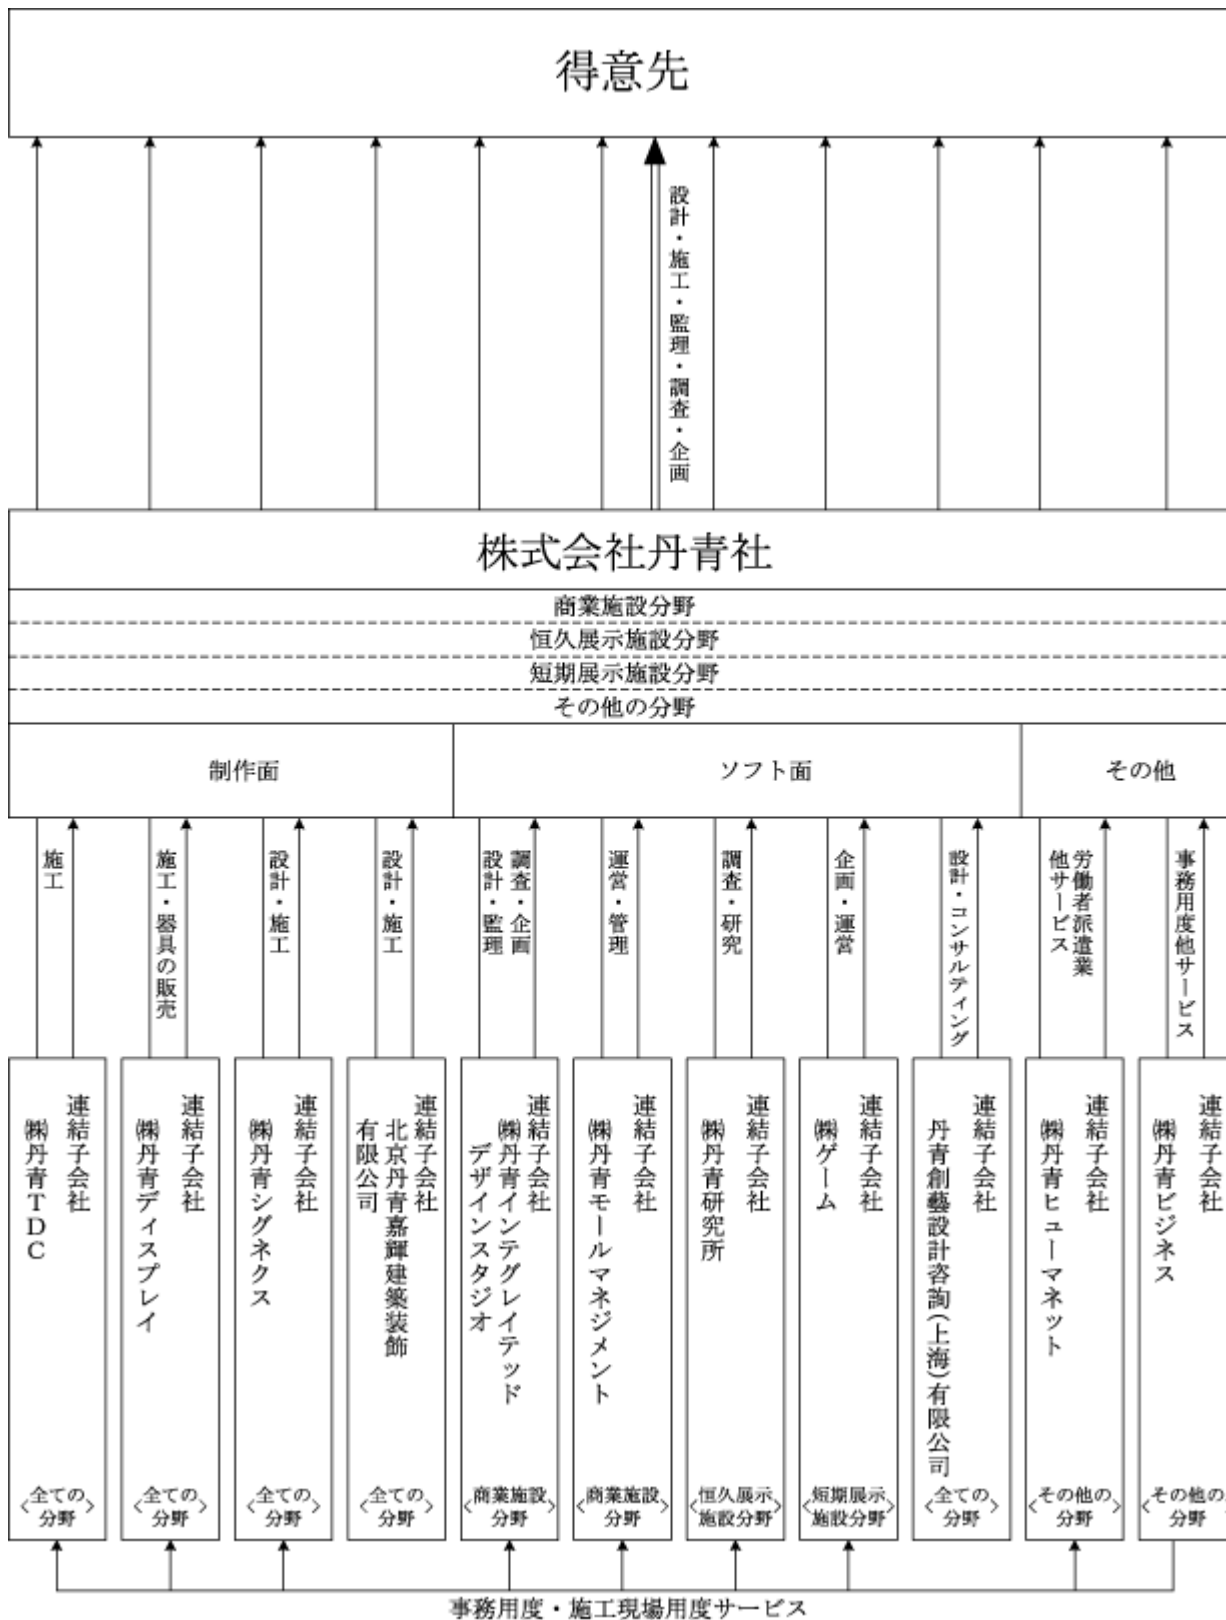 得意先
設計・施工・監理・調査・企画
株式会社丹青社
商業施設分野
恒久展示施設分野
短期展示施設分野
その他の分野
制作面
ソフト面
その他
施工
施工・器具の販売
設計・施工
設計・施工
調査・企画
設計・監理
運営・管理
調査・研究
企画・運営
設計・コンサルティング
労働者派遣業
他サービス
事務用度他サービス
連結子会社
㈱丹青TDC
〈全ての
分野〉
連結子会社
㈱丹青ディスプレイ
〈全ての
分野〉
連結子会社
㈱丹青シグネクス
〈全ての
分野〉
連結子会社
北京丹青嘉輝建築装飾
有限公司
〈全ての
分野〉
連結子会社
㈱丹青インテグレイテッド
デザインスタジオ
〈商業施設
分野〉
連結子会社
㈱丹青モールマネジメント
〈商業施設
分野〉
連結子会社
㈱丹青研究所
〈恒久展示
施設分野〉
連結子会社
㈱ゲーム
〈短期展示
施設分野〉
連結子会社
丹青創藝設計咨詢(上海)有限公司
〈全ての
分野〉
連結子会社
㈱丹青ヒューマネット
〈その他の
分野〉
連結子会社
㈱丹青ビジネス
〈その他の
分野
事務用度・施工現場用度サービス